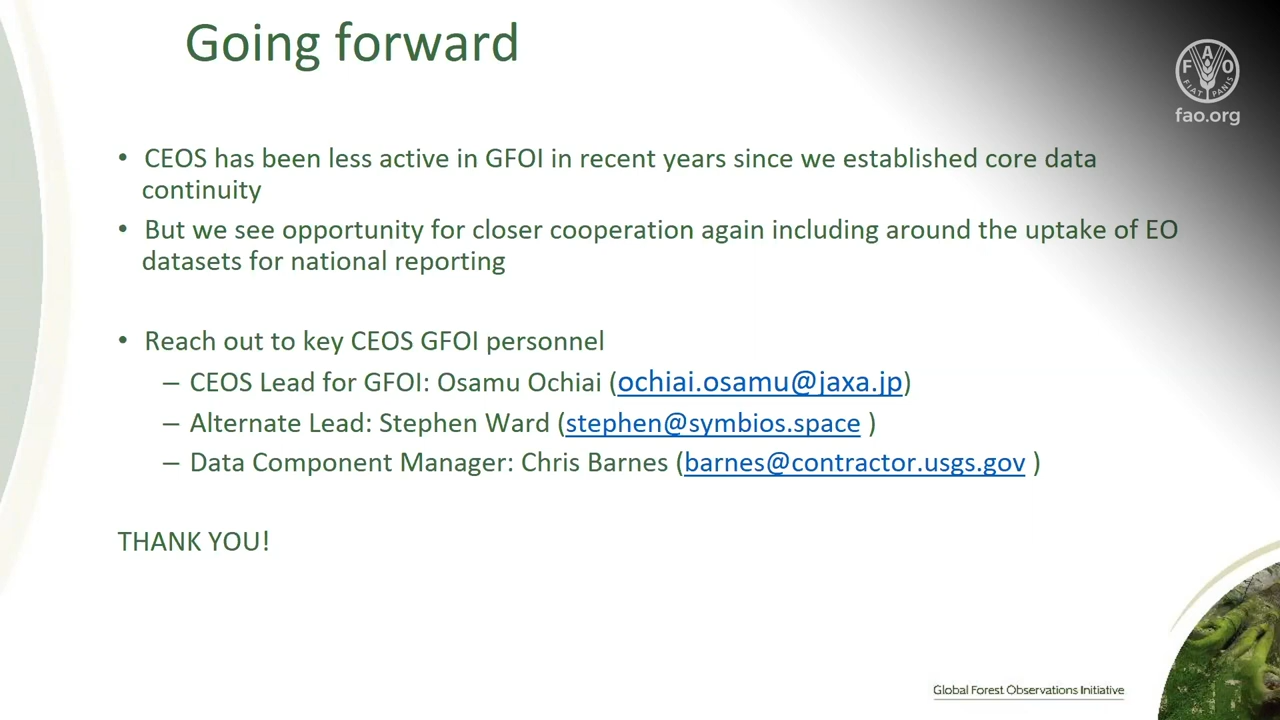 Going forward
FAO
FIAT PANIS
fao.org
• CEOS has been less active in GFOI in recent years since we established core data
continuity
• But we see opportunity for closer cooperation again including around the uptake of EO
datasets for national reporting
• Reach out to key CEOS GFOI personnel
– CEOS Lead for GFOI: Osamu Ochiai (ochiai.osamu@jaxa.jp)
– Alternate Lead: Stephen Ward (stephen@symbios.space )
– Data Component Manager: Chris Barnes (barnes@contractor.usgs.gov )
THANK YOU!
Global Forest Observations Initiative